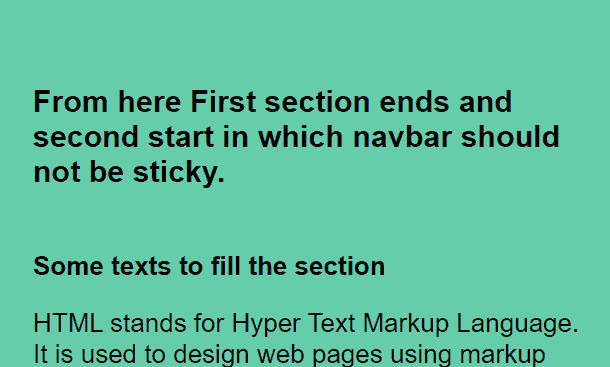 From here First section ends and
second start in which navbar should
not be sticky.
Some texts to fill the section
HTML stands for Hyper Text Markup Language.
It is used to design web pages using markup